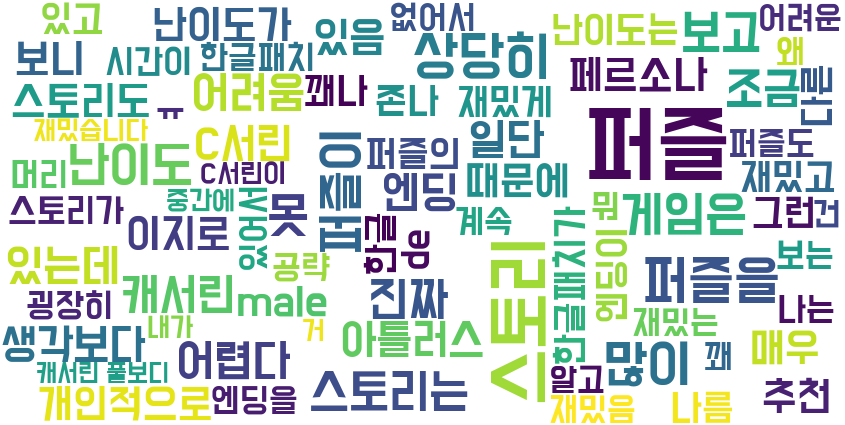 있고
난이도가
있음
없어서
난이도는
보고
어려운
보니
시간이
한글패치
상당히
왜
페르소나
조금
다른
스토리도
ㅠ
어려움
꽤나
존나
재밌게
퍼즐
재밌습니다
C서린
퍼즐이
퍼즐의
일단
퍼즐도
머리
난이도
C서린이
엔딩
때문에
재밌고
중간에
있어서
못
스토리가
이지로
한글
de
계속
뭐
게임은
그런
건
있는데
공략
스토리
한글패치가
엔딩이
퍼즐을
보는
굉장히
캐서린
male
진짜
나는
생각보다
내가
거
아틀러스
재밌는
캐서린 풀보디
어렵다
많이
꽤
매우
개인적으로
엔딩을
스토리는
알고
재밌음
나름
추천